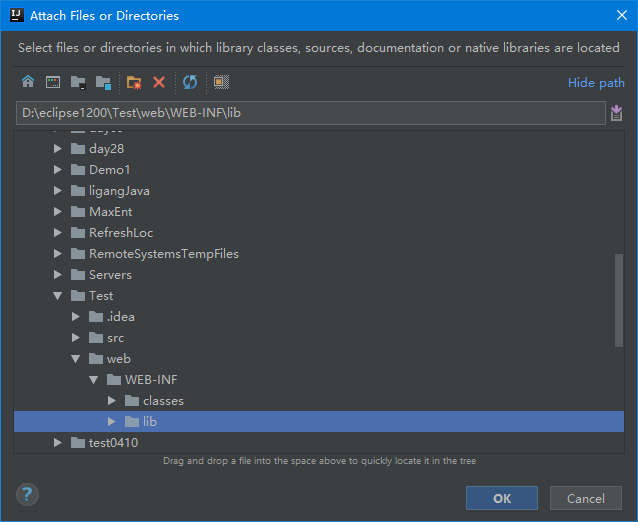 Attach Files or Directories
Select files or directories in which library classes, sources, documentation or native libraries are located
Hide path
D:\eclipse1200\Test\web\WEB-INF\lib
day28
Demo1
ligangJava
MaxEnt
RefreshLoc
RemoteSystemsTempFiles
Servers
Test
.idea
src
web
WEB-INF
classes
lib
test0410
Drag and drop a file into the space above to quickly locate it in the tree
?
OK
Cancel